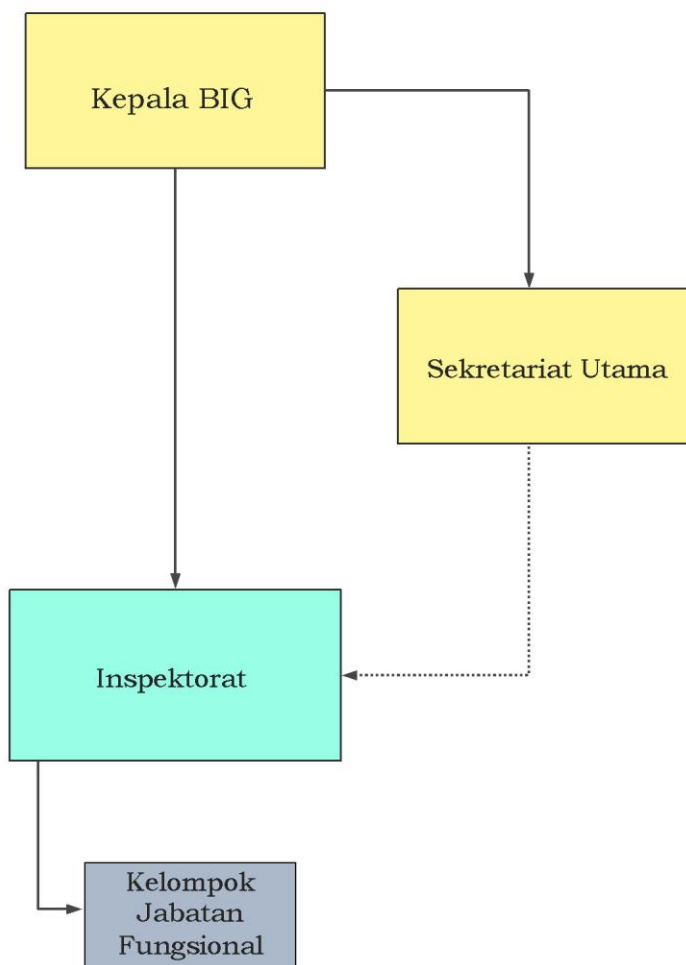 Kepala BIG
Sekretariat Utama
Inspektorat
Kelompok
Jabatan
Fungsional